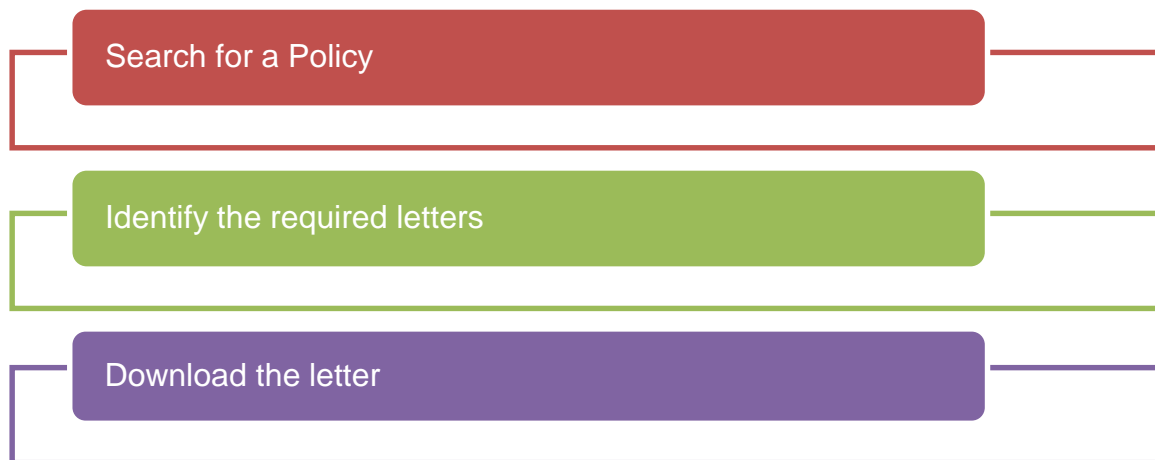 Search for a Policy
Identify the required letters
Download the letter